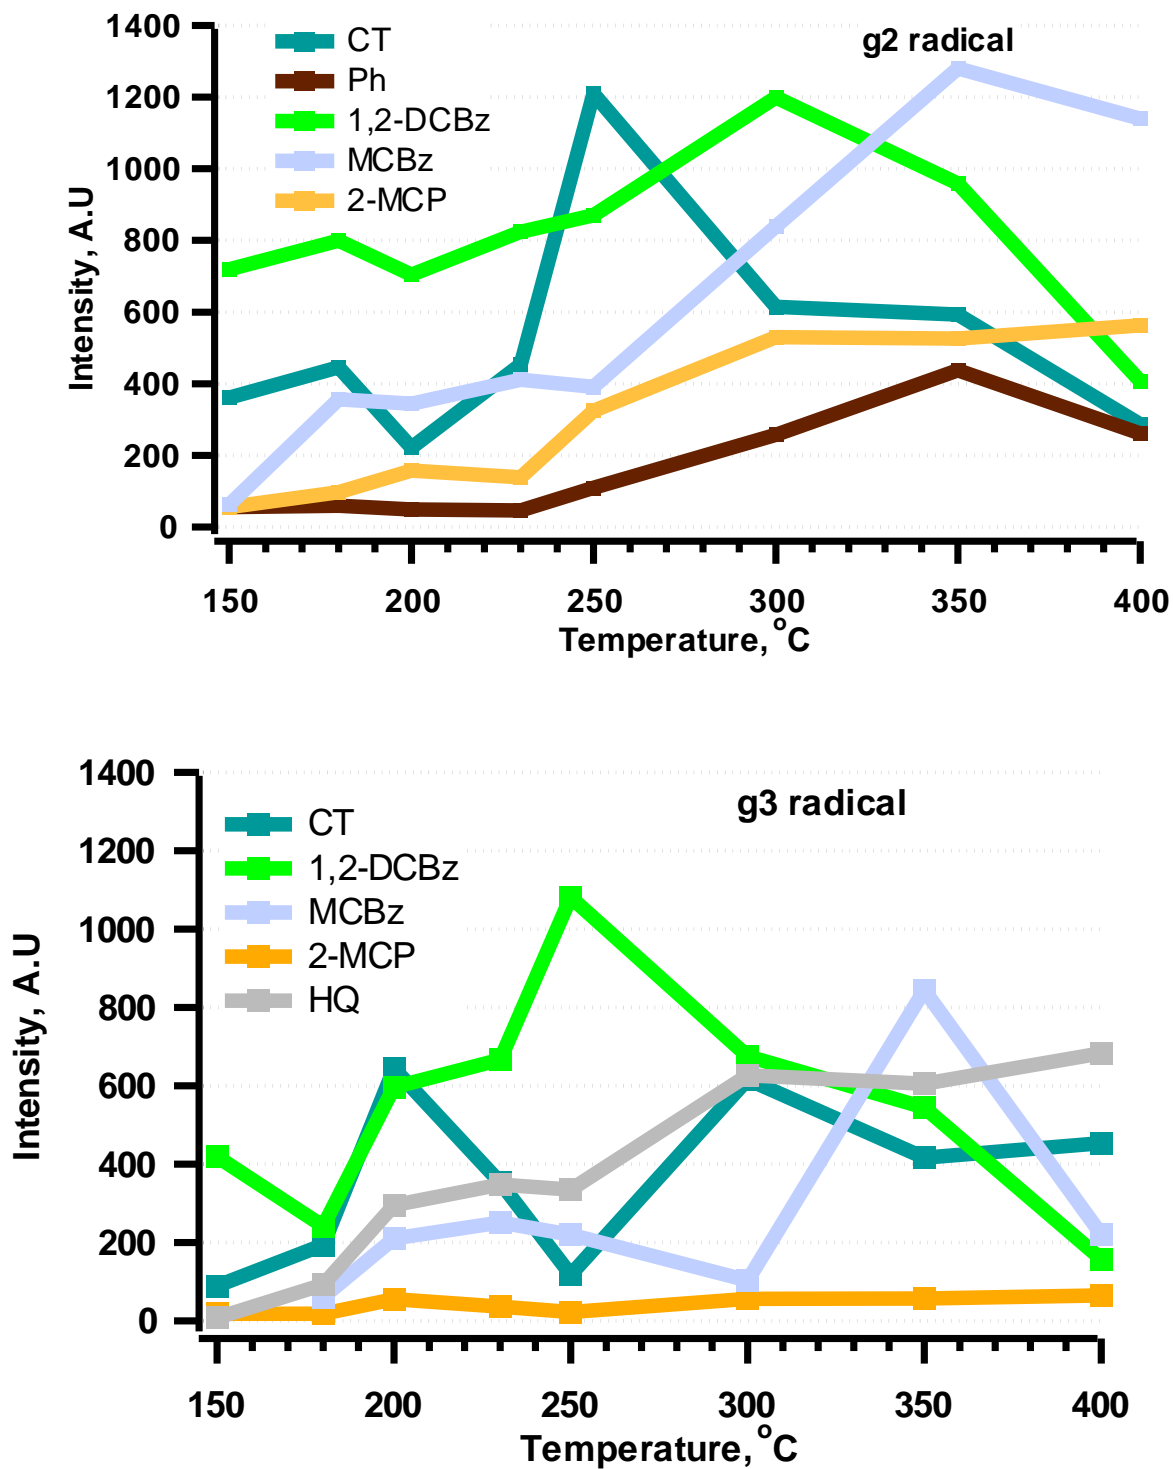 1400
CT
g2 radical
Ph
1200
1,2-DCBz
1000
MCBz
2-MCP
800
600
400
200
0
Intensity, A.U
150 200 250 300 350 400
Temperature, °C
1400
g3 radical
CT
1200
1,2-DCBz
MCBz
1000
2-MCP
HQ
800
600
400
200
0
Intensity, A.U
150 200 250 300 350 400
Temperature, °C